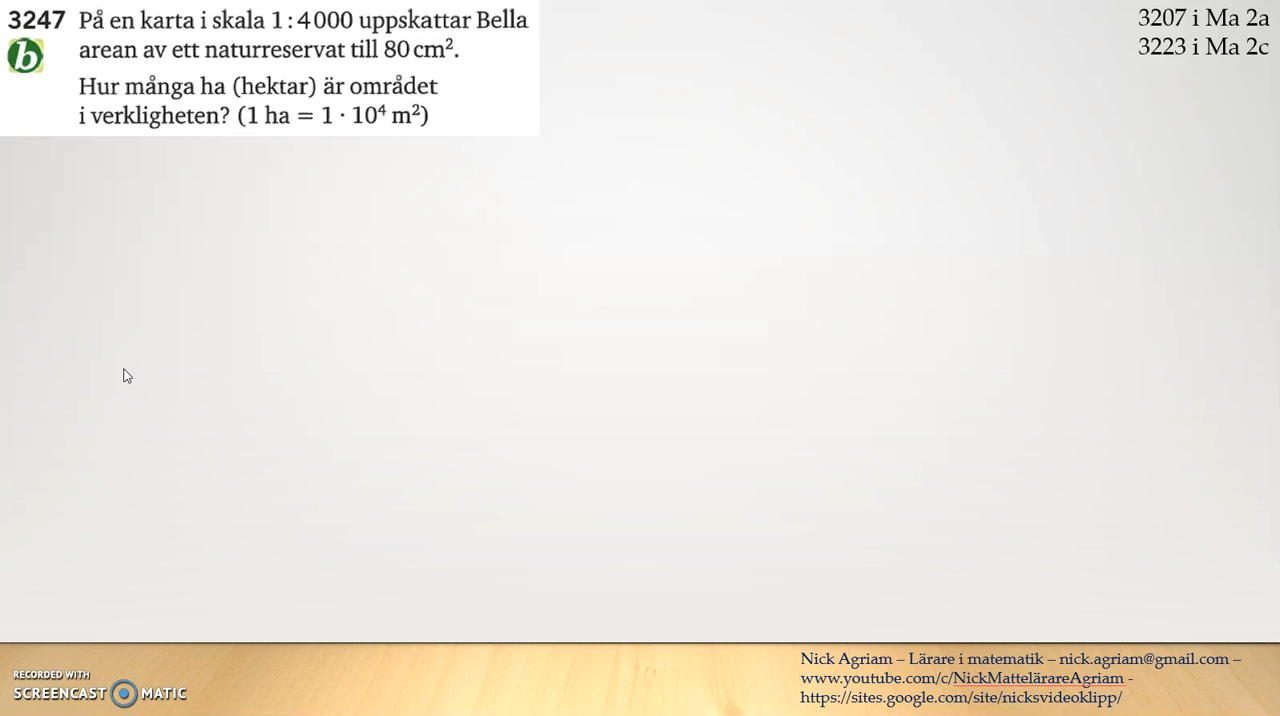 3247 På en karta i skala 1 : 4 000 uppskattar Bella
arean av ett naturreservat till 80 cm².
b
Hur många ha (hektar) är området
i verkligheten? (1 ha = 1 · 10⁴ m²)
3207 i Ma 2a
3223 i Ma 2c
RECORDED WITH
SCREENCAST MATIC
Nick Agriam – Lärare i matematik – nick.agriam@gmail.com –
www.youtube.com/c/NickMattelärareAgriam -
https://sites.google.com/site/nicksvideoklipp/